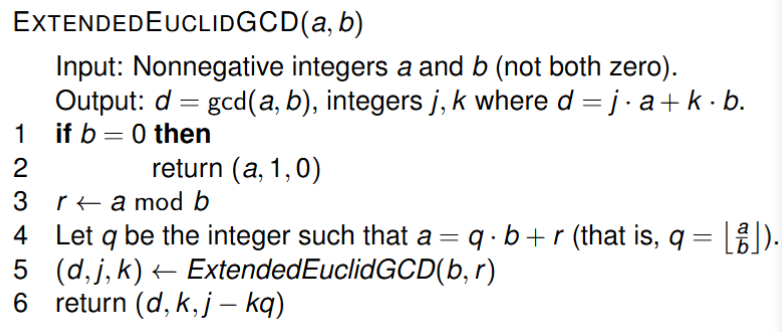 EXTENDEDEUCLIDGCD(a, b)
Input: Nonnegative integers a and b (not both zero).
Output: d = gcd(a, b), integers j, k where d = j · a + k · b.
1 if b = 0 then
2 return (a, 1, 0)
3 r ← a mod b
4 Let q be the integer such that a = q · b + r (that is, q = ⌊a/b⌋).
5 (d, j, k) ← ExtendedEuclidGCD(b, r)
6 return (d, k, j – kq)